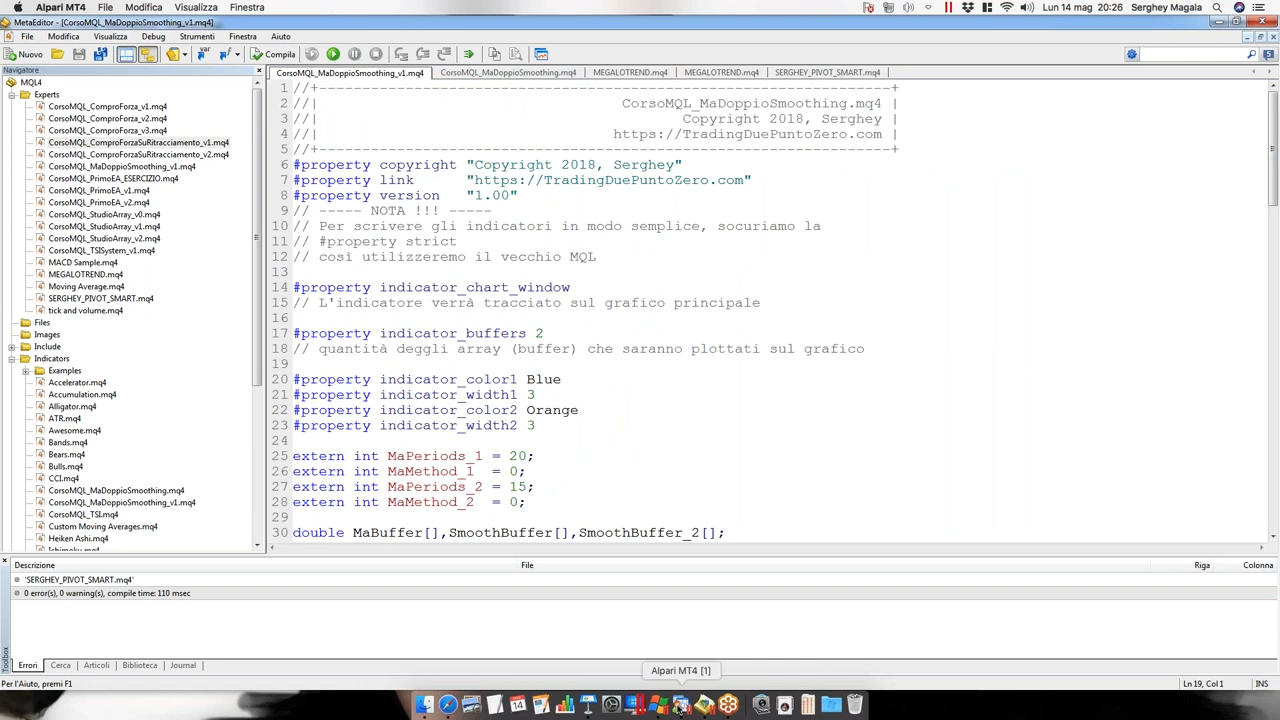 Alpari MT4 File Modifica Visualizza Finestra Lun 14 mag 20:26 Serghey Magala
MetaEditor - [CorsoMQL_MaDoppioSmoothing_v1.mq4]
File Modifica Visualizza Debug Strumenti Finestra Aiuto
Nuovo var f Compila
Navigatore
MQL4
Experts
CorsoMQL_ComproForza_v1.mq4
CorsoMQL_ComproForza_v2.mq4
CorsoMQL_ComproForza_v3.mq4
CorsoMQL_ComproForzaSuRitracciamento_v1.mq4
CorsoMQL_ComproForzaSuRitracciamento_v2.mq4
CorsoMQL_MaDoppioSmoothing_v1.mq4
CorsoMQL_PrimoEA_ESERCIZIO.mq4
CorsoMQL_PrimoEA_v1.mq4
CorsoMQL_PrimoEA_v2.mq4
CorsoMQL_StudioArray_v0.mq4
CorsoMQL_StudioArray_v1.mq4
CorsoMQL_StudioArray_v2.mq4
CorsoMQL_TSISystem_v1.mq4
MACD Sample.mq4
MEGALOTREND.mq4
Moving Average.mq4
SERGHEY_PIVOT_SMART.mq4
tick and volume.mq4
Files
Images
Include
Indicators
Examples
Accelerator.mq4
Accumulation.mq4
Alligator.mq4
ATR.mq4
Awesome.mq4
Bands.mq4
Bears.mq4
Bulls.mq4
CCI.mq4
CorsoMQL_MaDoppioSmoothing.mq4
CorsoMQL_MaDoppioSmoothing_v1.mq4
CorsoMQL_TSI.mq4
Custom Moving Averages.mq4
Heiken Ashi.mq4
Ichimoku.mq4
CorsoMQL_MaDoppioSmoothing_v1.mq4 CorsoMQL_MaDoppioSmoothing.mq4 MEGALOTREND.mq4 MEGALOTREND.mq4 SERGHEY_PIVOT_SMART.mq4
1 //+------------------------------------------------------------------+
2 //| CorsoMQL_MaDoppioSmoothing.mq4 |
3 //| Copyright 2018, Serghey |
4 //| https://TradingDuePuntoZero.com |
5 //+------------------------------------------------------------------+
6 #property copyright "Copyright 2018, Serghey"
7 #property link "https://TradingDuePuntoZero.com"
8 #property version "1.00"
9 // ----- NOTA !!! -----
10 // Per scrivere gli indicatori in modo semplice, socuriamo la
11 // #property strict
12 // così utilizzeremo il vecchio MQL
13
14 #property indicator_chart_window
15 // L'indicatore verrà tracciato sul grafico principale
16
17 #property indicator_buffers 2
18 // quantità deggli array (buffer) che saranno plottati sul grafico
19
20 #property indicator_color1 Blue
21 #property indicator_width1 3
22 #property indicator_color2 Orange
23 #property indicator_width2 3
24
25 extern int MaPeriods_1 = 20;
26 extern int MaMethod_1 = 0;
27 extern int MaPeriods_2 = 15;
28 extern int MaMethod_2 = 0;
29
30 double MaBuffer[],SmoothBuffer[],SmoothBuffer_2[];
Descrizione File Riga Colonna
'SERGHEY_PIVOT_SMART.mq4'
0 error(s), 0 warning(s), compile time: 110 msec
Toolbox
Errori Cerca Articoli Biblioteca Journal
Alpari MT4 [1]
Per l'Aiuto, premi F1 Ln 19, Col 1 INS
14